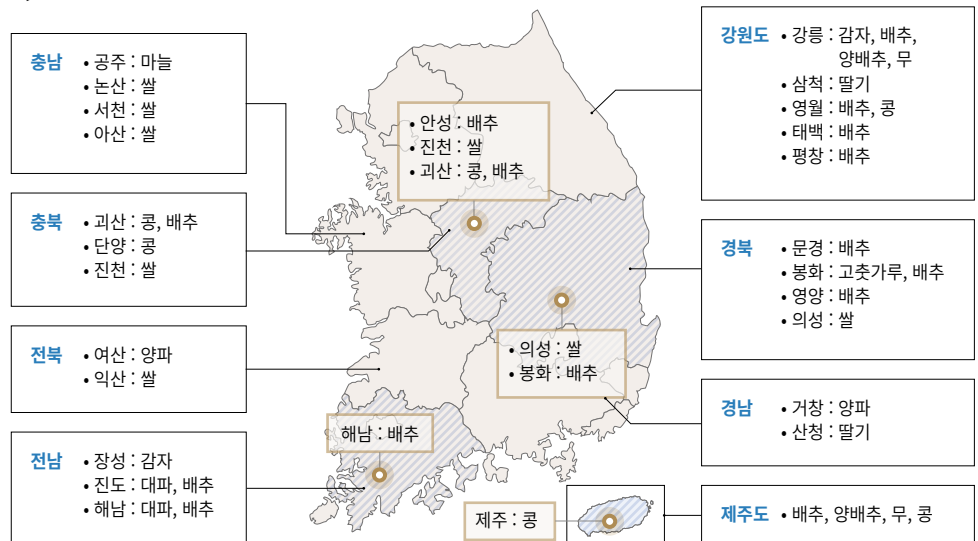 충남 • 공주 : 마늘
• 논산 : 쌀
• 서천 : 쌀
• 아산 : 쌀
충북 • 괴산 : 콩, 배추
• 단양 : 콩
• 진천 : 쌀
전북 • 여산 : 양파
• 익산 : 쌀
전남 • 장성 : 감자
• 진도 : 대파, 배추
• 해남 : 대파, 배추
• 안성 : 배추
• 진천 : 쌀
• 괴산 : 콩, 배추
• 의성 : 쌀
• 봉화 : 배추
해남 : 배추
제주 : 콩
강원도 • 강릉 : 감자, 배추,
양배추, 무
• 삼척 : 딸기
• 영월 : 배추, 콩
• 태백 : 배추
• 평창 : 배추
경북 • 문경 : 배추
• 봉화 : 고춧가루, 배추
• 영양 : 배추
• 의성 : 쌀
경남 • 거창 : 양파
• 산청 : 딸기
제주도 • 배추, 양배추, 무, 콩